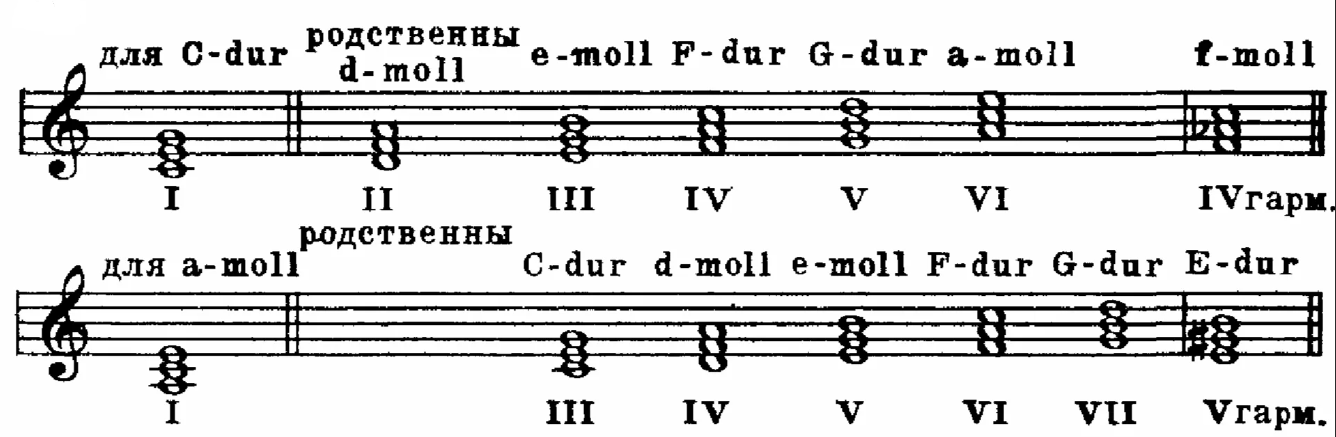 для C-dur родственны d-moll e-moll F-dur G-dur a-moll f-moll
I II III IV V VI IVгарм.
родственны
для a-moll C-dur d-moll e-moll F-dur G-dur E-dur
I III IV V VI VII Vгарм.